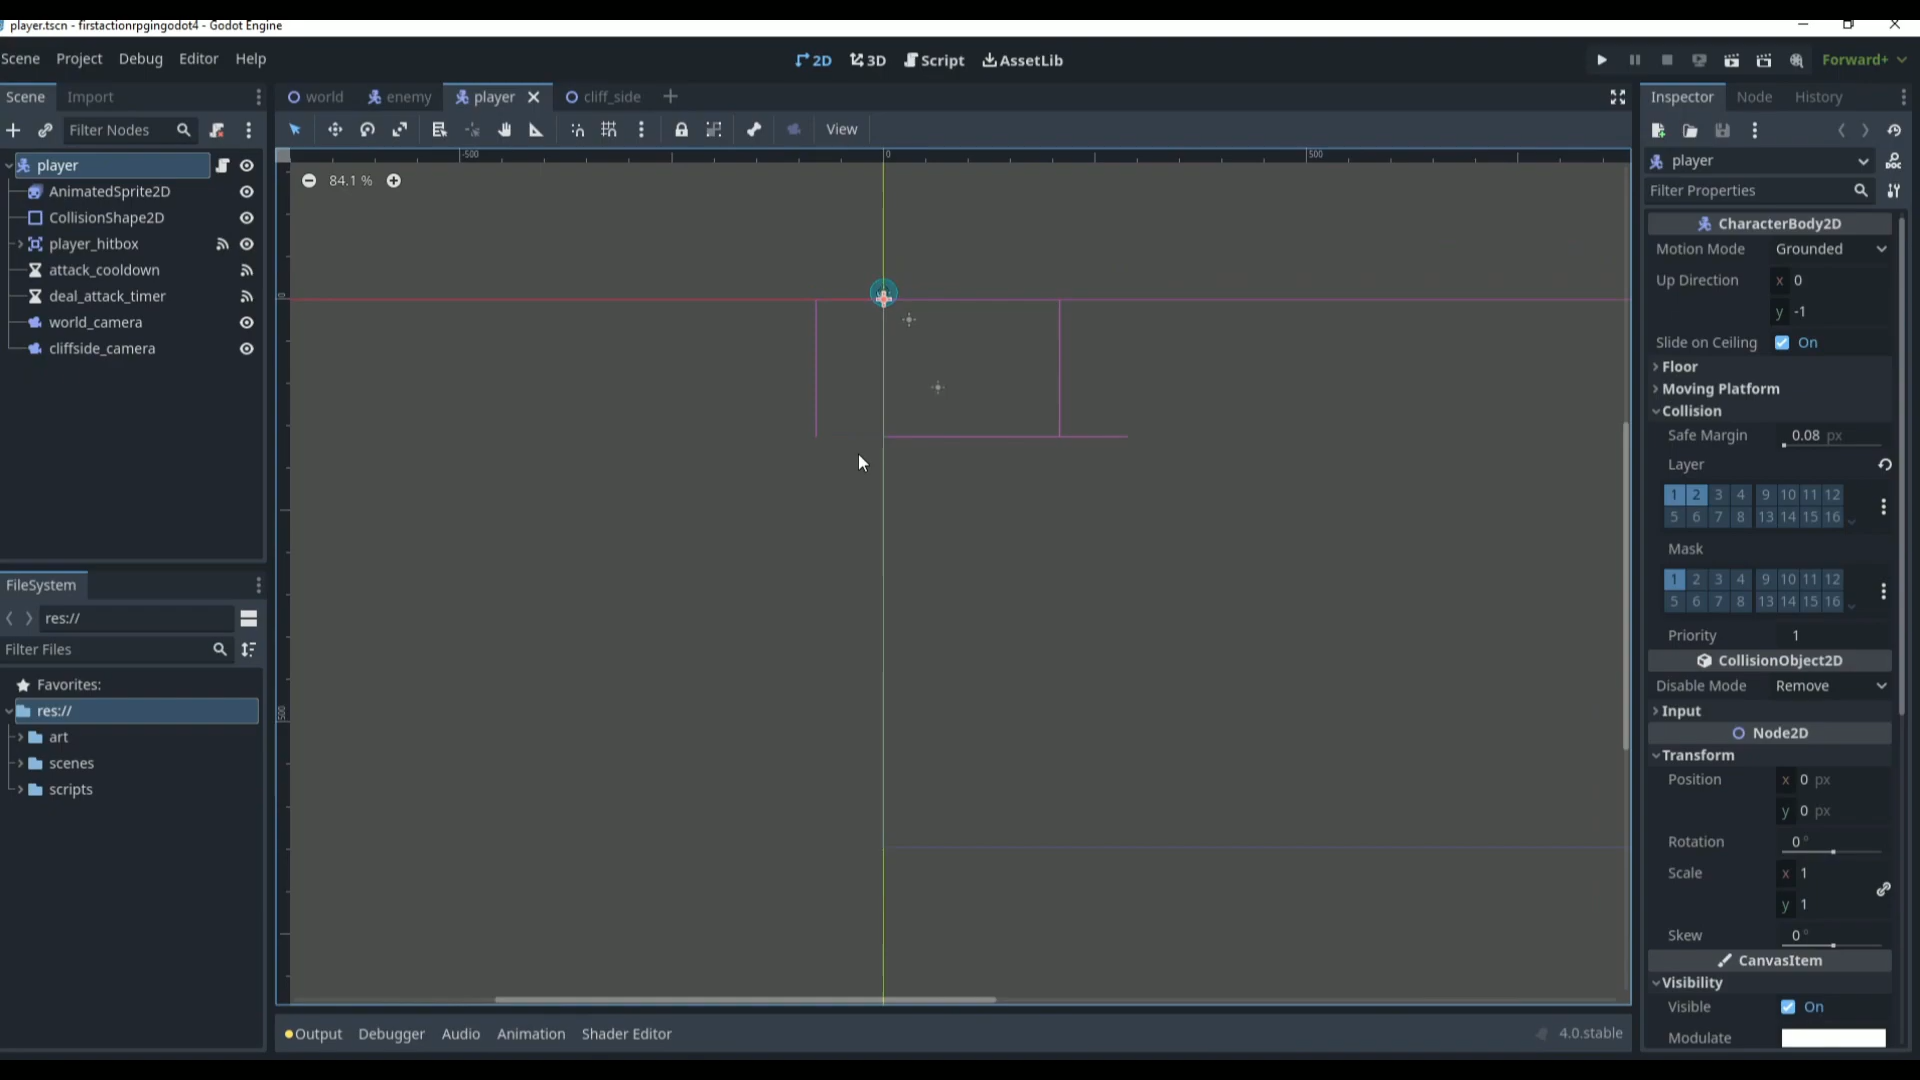 player.tscn - firstactionrpgingodot4 - Godot Engine
Scene Project Debug Editor Help
2D 3D Script AssetLib
Forward+
Scene Import
world enemy player cliff_side
Inspector Node History
Filter Nodes
View
player
AnimatedSprite2D
CollisionShape2D
player_hitbox
attack_cooldown
deal_attack_timer
world_camera
cliffside_camera
-500 0 500
84.1 %
0
500
FileSystem
res://
Filter Files
Favorites:
res://
art
scenes
scripts
Output Debugger Audio Animation Shader Editor
4.0.stable
player
Filter Properties
CharacterBody2D
Motion Mode Grounded
Up Direction x 0
y -1
Slide on Ceiling On
Floor
Moving Platform
Collision
Safe Margin 0.08 px
Layer
1 2 3 4 9 10 11 12
5 6 7 8 13 14 15 16
Mask
1 2 3 4 9 10 11 12
5 6 7 8 13 14 15 16
Priority 1
CollisionObject2D
Disable Mode Remove
Input
Node2D
Transform
Position x 0 px
y 0 px
Rotation 0 °
Scale x 1
y 1
Skew 0 °
CanvasItem
Visibility
Visible On
Modulate